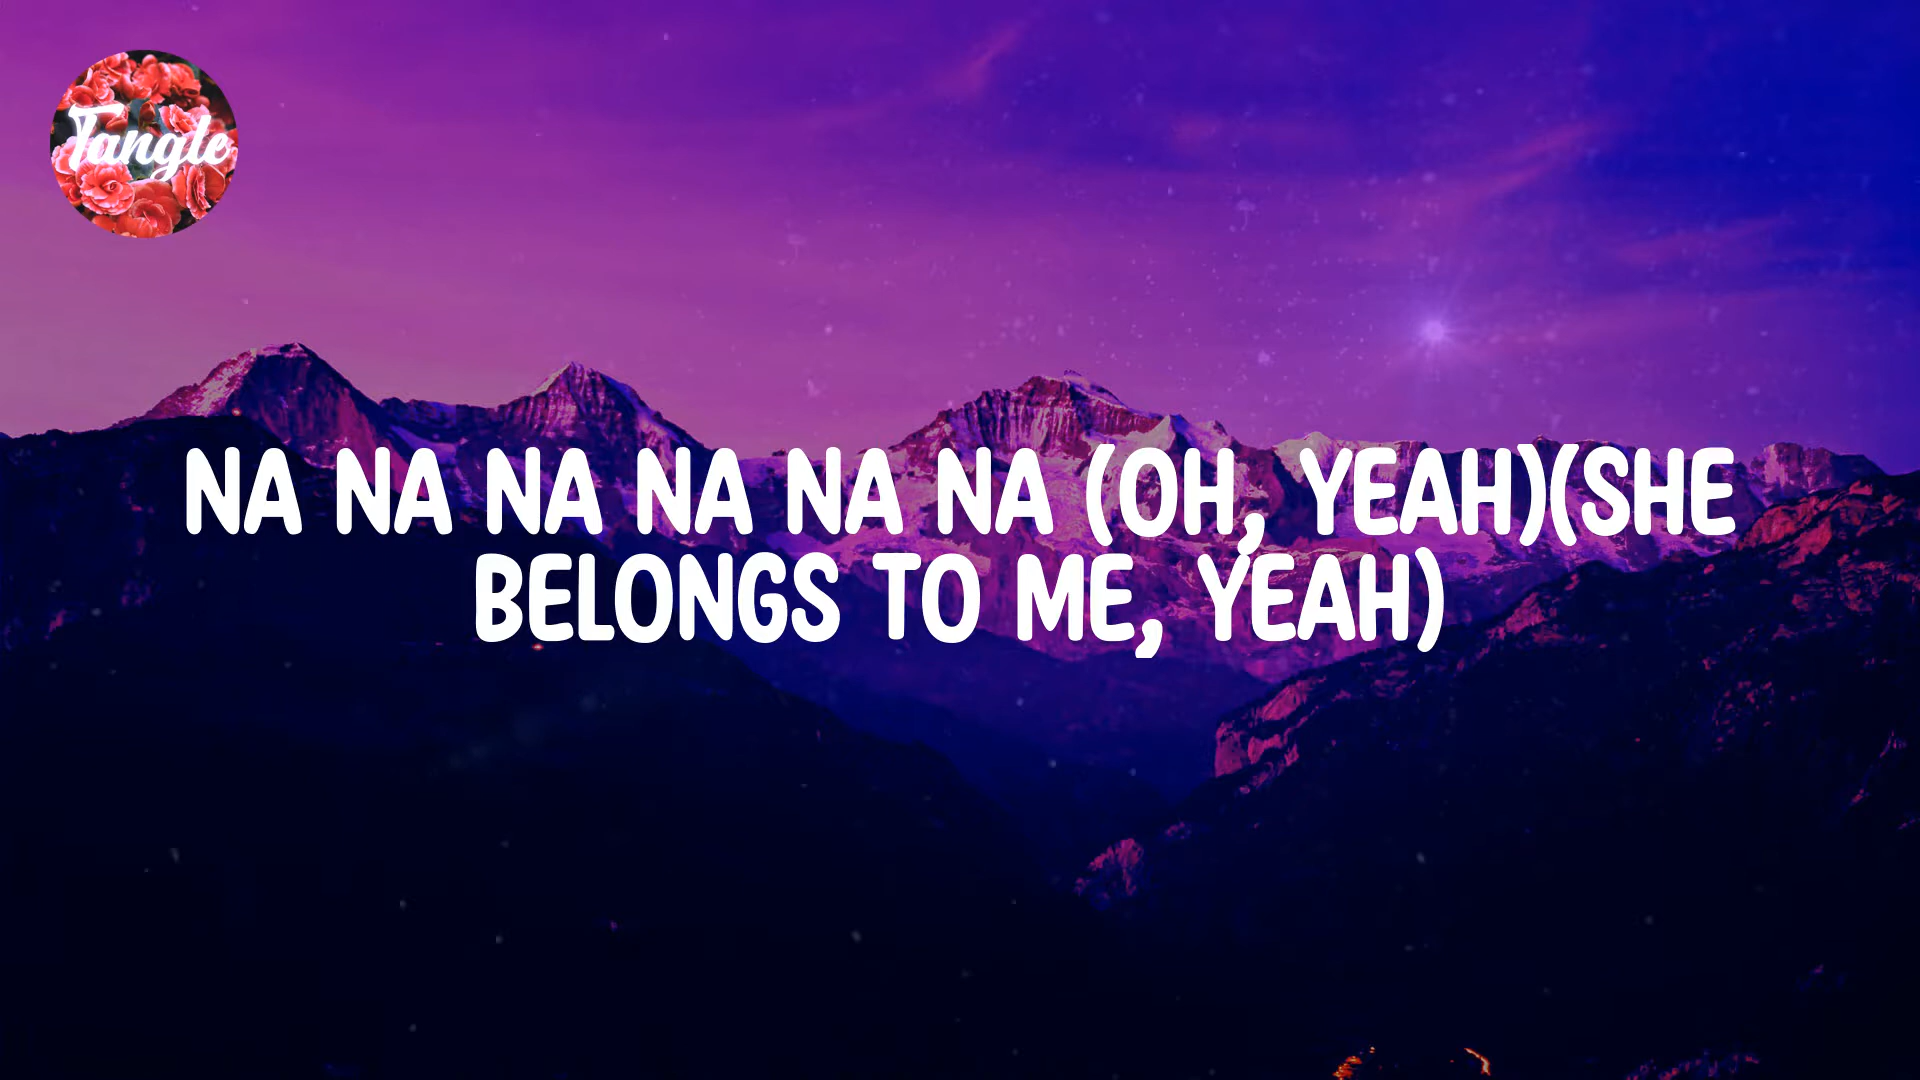 Tangle
NA NA NA NA NA NA (OH, YEAH)(SHE
BELONGS TO ME, YEAH)